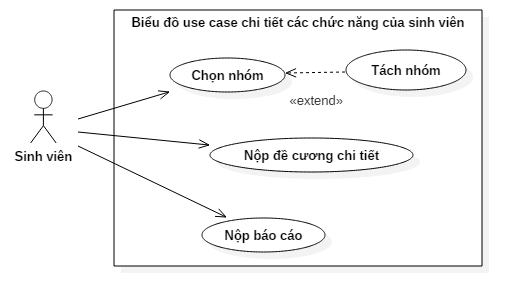 Biểu đồ use case chi tiết các chức năng của sinh viên
Chọn nhóm
Tách nhóm
«extend»
Sinh viên
Nộp đề cương chi tiết
Nộp báo cáo